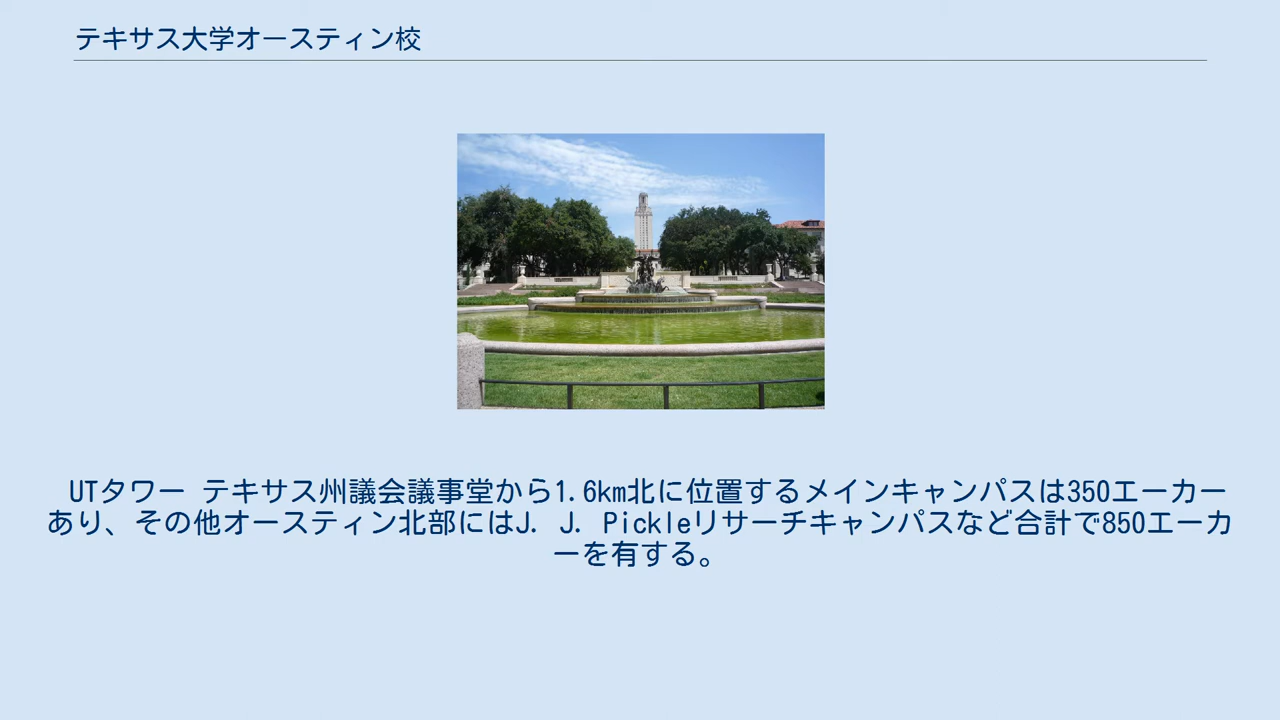 テキサス大学オースティン校
UTタワー テキサス州議会議事堂から1.6km北に位置するメインキャンパスは350エーカー
あり、その他オースティン北部にはJ. J. Pickleリサーチキャンパスなど合計で850エーカ
ーを有する。